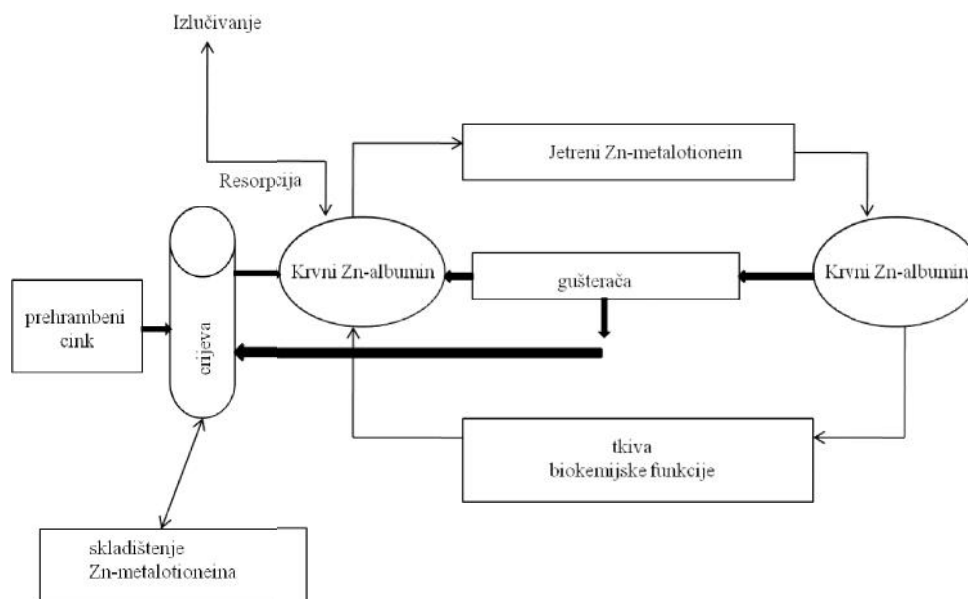 Izlučivanje
Jetreni Zn-metalotionein
Resorpcija
Krvni Zn-albumin
Krvni Zn-albumin
gušterača
prehrambeni
cink
crijeva
tkiva
biokemijske funkcije
skladištenje
Zn-metalotioneina